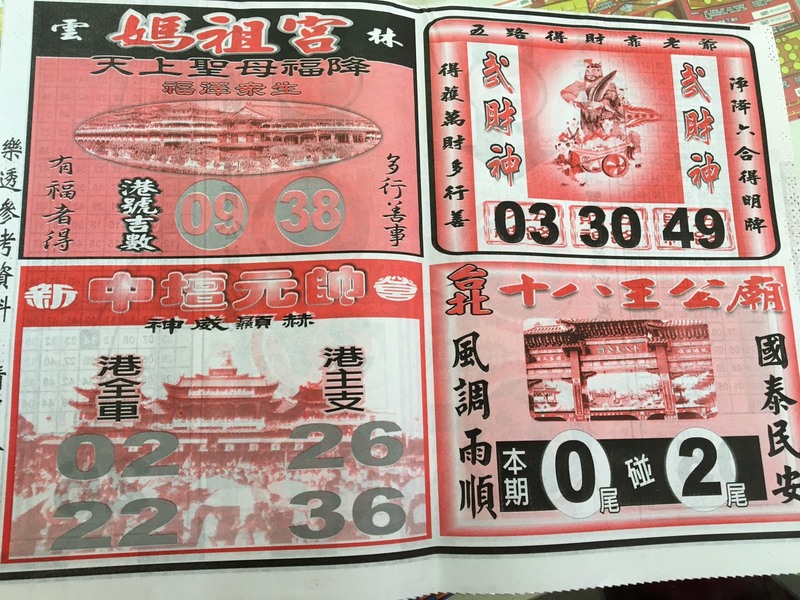 雲 媽祖宮 林
天上聖母福降
福澤眾生
有福者得
港號吉數
09 38
多行善事
五路得財靠老爺
得獲萬財多行善
貳財神
貳財神
淨降六合得明牌
03 30 49
新 中壇元帥 營
神威顯赫
港全車
港主支
02 26
22 36
台北 十八王公廟
風調雨順
國泰民安
本期 0尾 碰 2尾
樂透參考資料